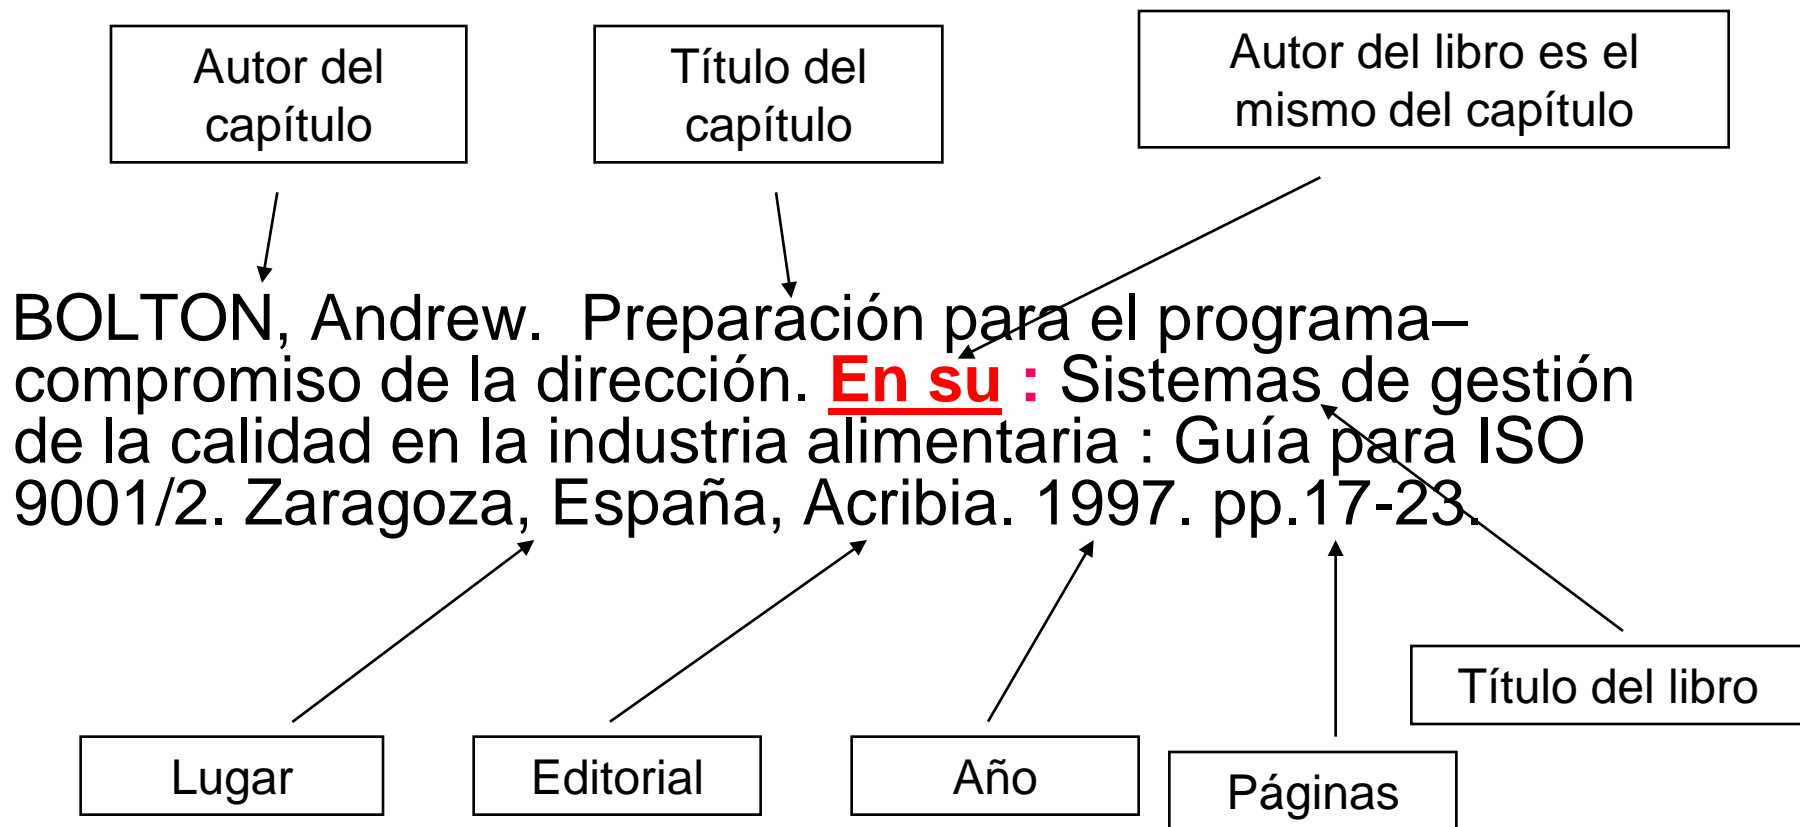 Autor del
capítulo
Título del
capítulo
Autor del libro es el
mismo del capítulo
BOLTON, Andrew.  Preparación para el programa–
compromiso de la dirección. En su : Sistemas de gestión
de la calidad en la industria alimentaria : Guía para ISO
9001/2. Zaragoza, España, Acribia. 1997. pp.17-23.
Título del libro
Lugar
Editorial
Año
Páginas